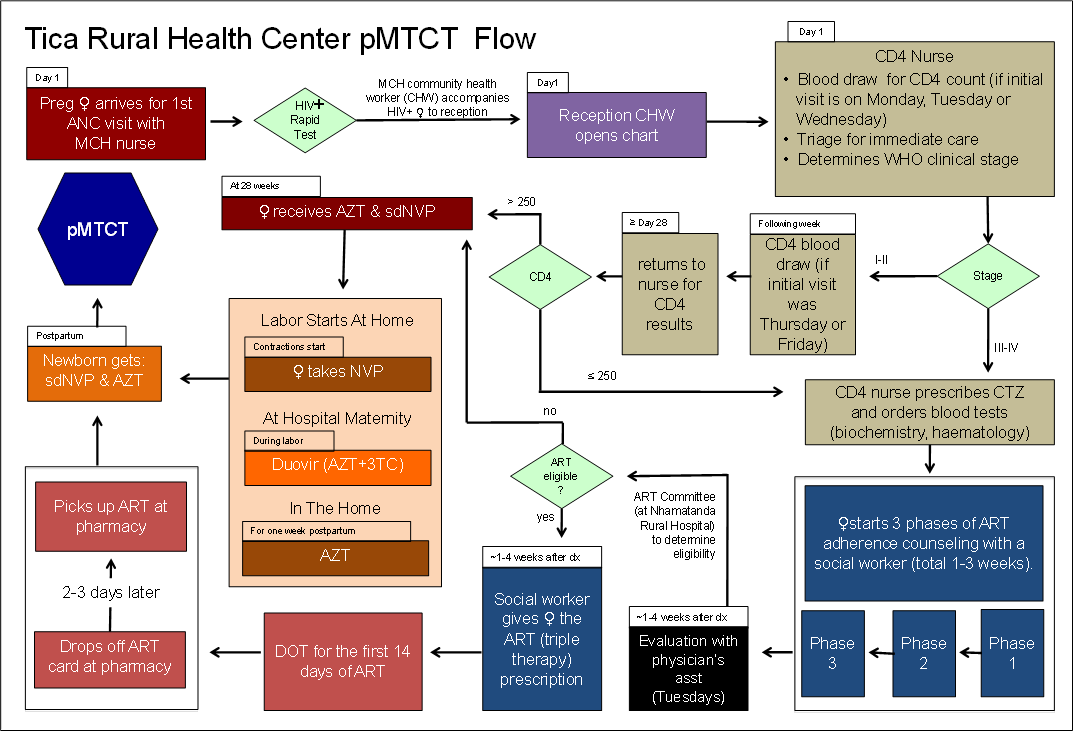 Tica Rural Health Center pMTCT Flow
Day 1
Preg ♀ arrives for 1st
ANC visit with
MCH nurse
HIV+
Rapid
Test
MCH community health
worker (CHW) accompanies
HIV+ ♀ to reception
Day1
Reception CHW
opens chart
Day 1
CD4 Nurse
• Blood draw for CD4 count (if initial
visit is on Monday, Tuesday or
Wednesday)
• Triage for immediate care
• Determines WHO clinical stage
Stage
I-II
III-IV
Following week
CD4 blood
draw (if
initial visit
was
Thursday or
Friday)
≥ Day 28
returns to
nurse for
CD4
results
CD4
> 250
≤ 250
At 28 weeks
♀ receives AZT & sdNVP
Labor Starts At Home
Contractions start
♀ takes NVP
At Hospital Maternity
During labor
Duovir (AZT+3TC)
In The Home
For one week postpartum
AZT
pMTCT
Postpartum
Newborn gets:
sdNVP & AZT
CD4 nurse prescribes CTZ
and orders blood tests
(biochemistry, haematology)
♀starts 3 phases of ART
adherence counseling with a
social worker (total 1-3 weeks).
Phase
1
Phase
2
Phase
3
~1-4 weeks after dx
Evaluation with
physician's
asst
(Tuesdays)
ART Committee
(at Nhamatanda
Rural Hospital)
to determine
eligibility
ART
eligible
?
no
yes
~1-4 weeks after dx
Social worker
gives ♀ the
ART (triple
therapy)
prescription
DOT for the first 14
days of ART
Drops off ART
card at pharmacy
2-3 days later
Picks up ART at
pharmacy